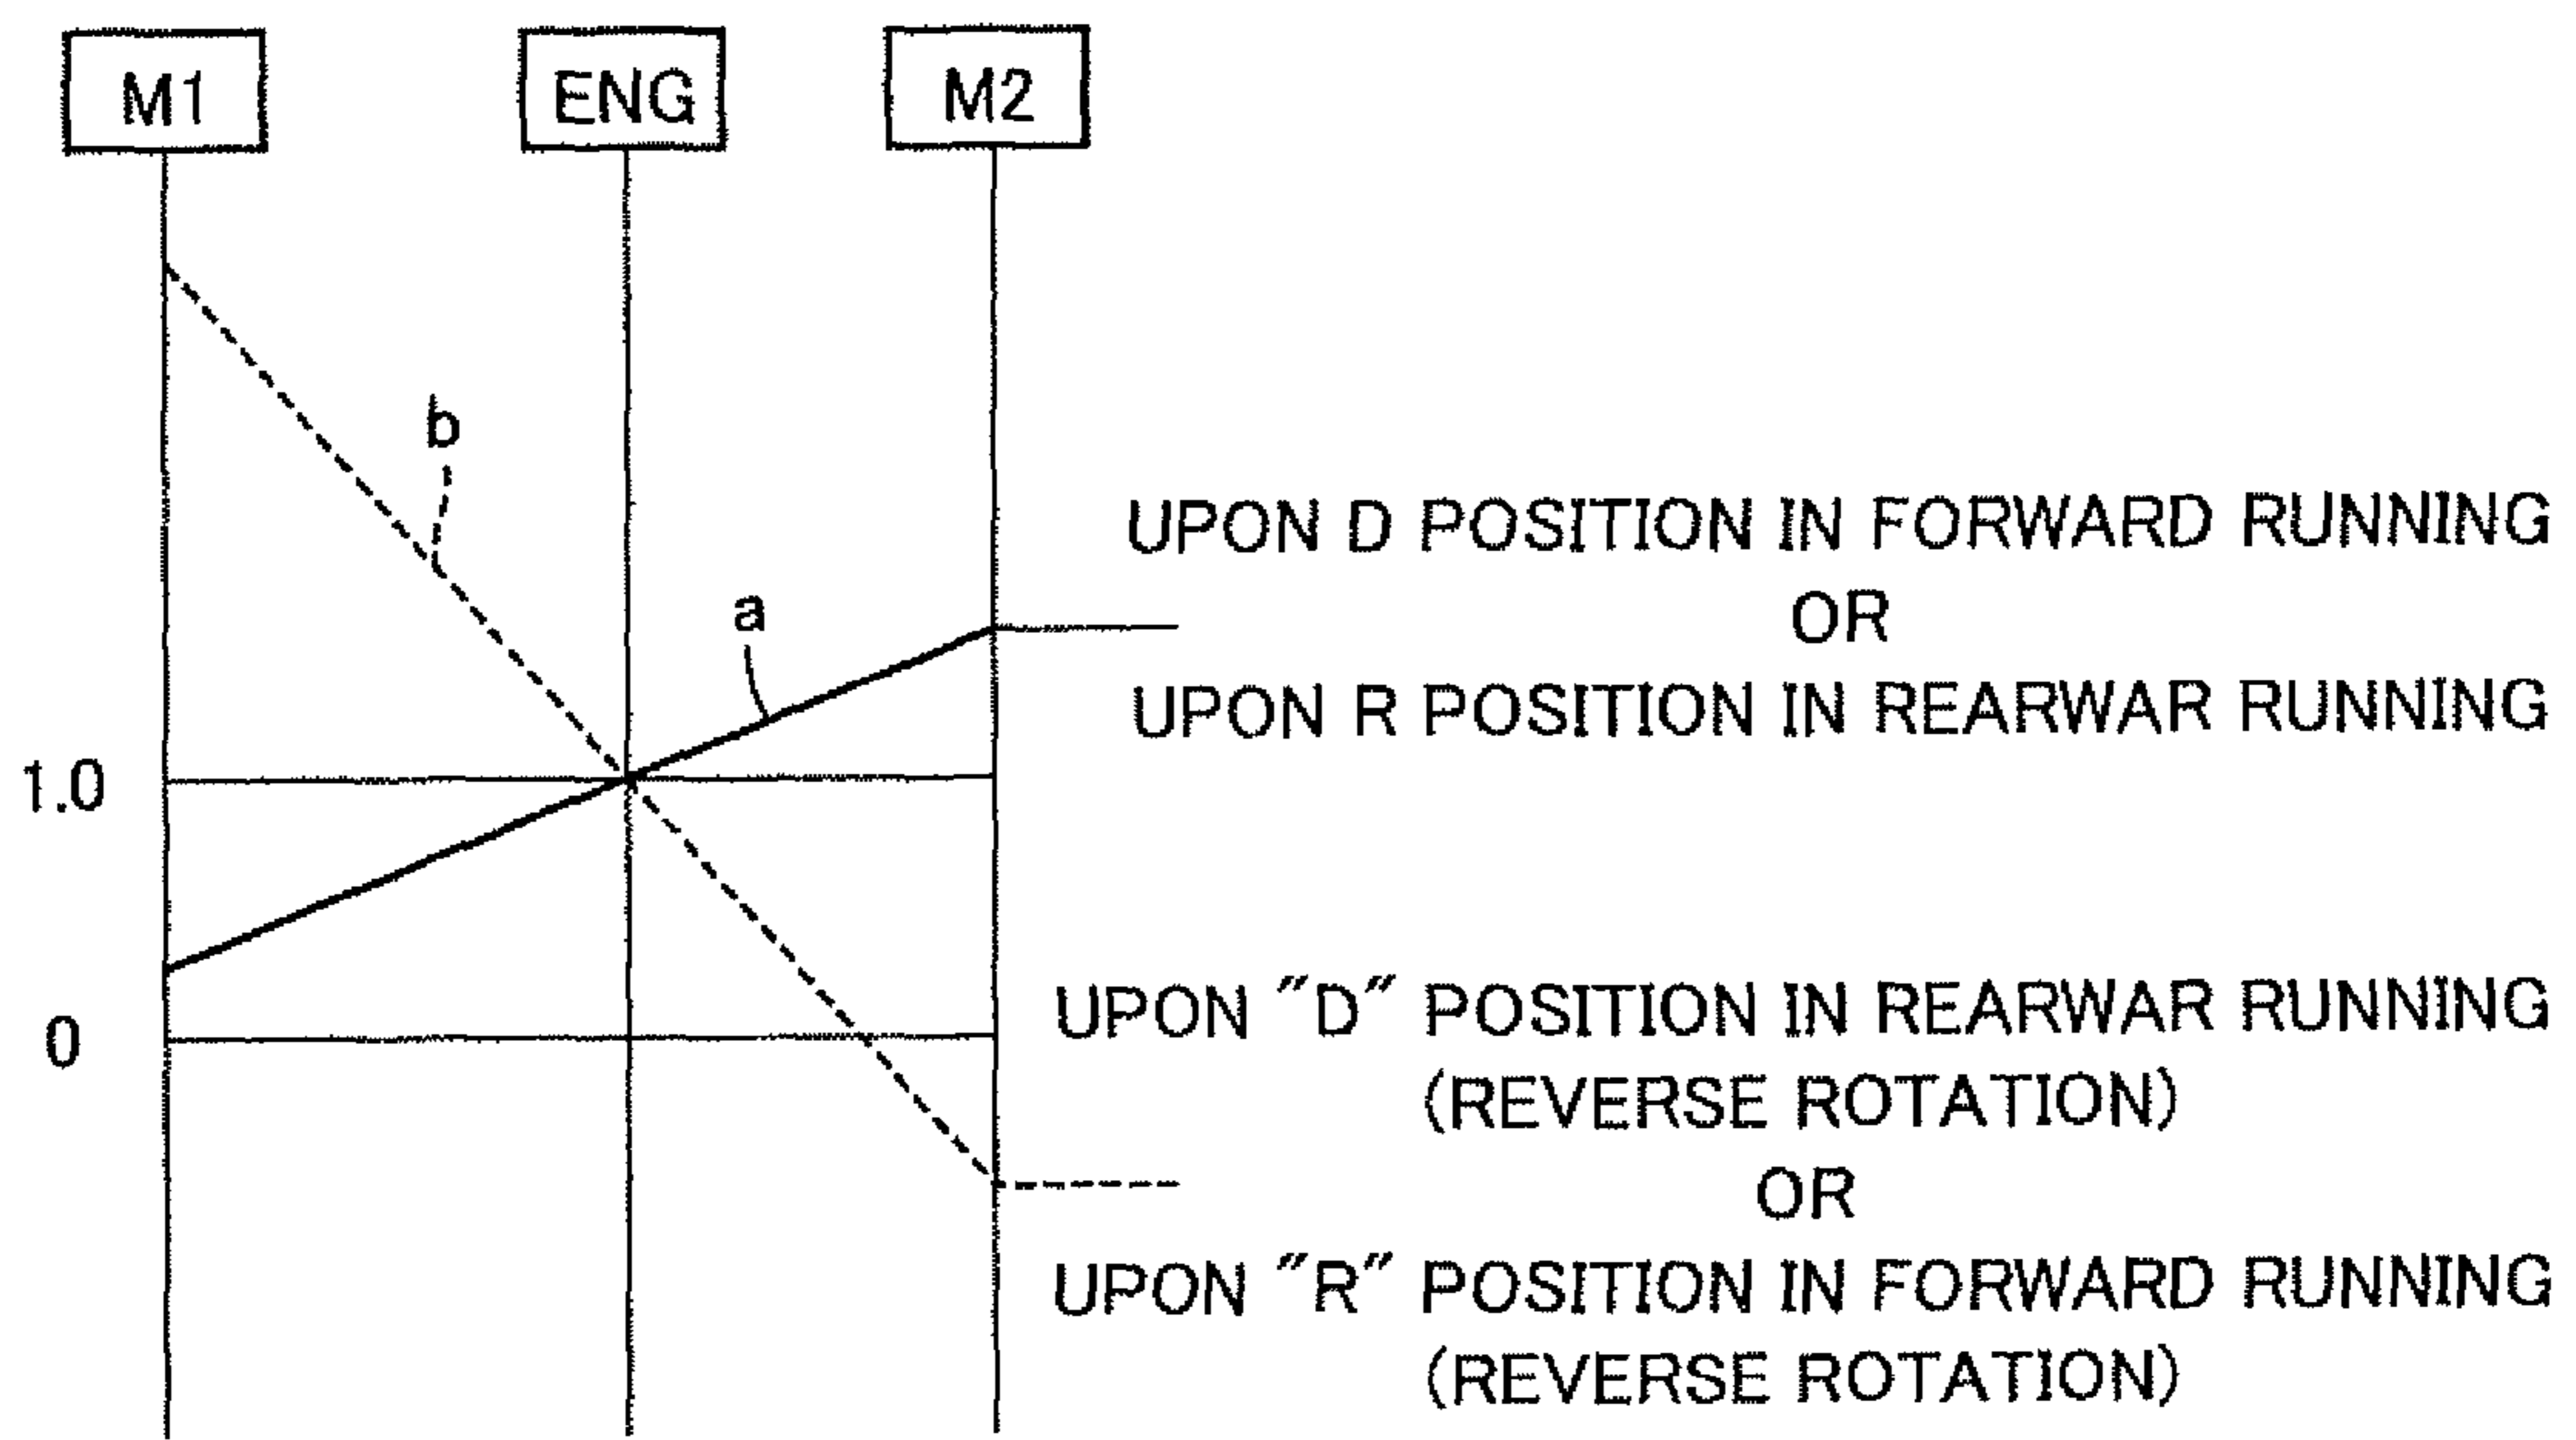 M1
ENG
M2
b
a
UPON D POSITION IN FORWARD RUNNING
OR
UPON R POSITION IN REARWAR RUNNING
1.0
0
UPON "D" POSITION IN REARWAR RUNNING
(REVERSE ROTATION)
OR
UPON "R" POSITION IN FORWARD RUNNING
(REVERSE ROTATION)